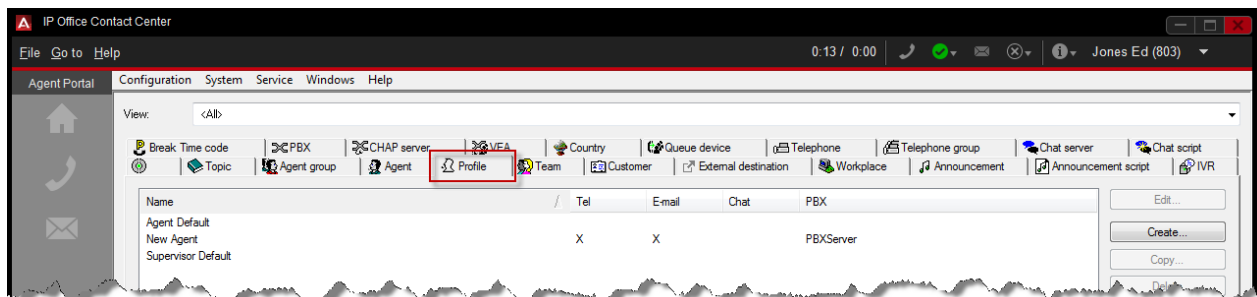 IP Office Contact Center
File Go to Help 0:13 / 0:00 Jones Ed (803)
Agent Portal Configuration System Service Windows Help
View: <All>
Break Time code PBX CHAP server VEA Country Queue device Telephone Telephone group Chat server Chat script
Topic Agent group Agent Profile Team Customer External destination Workplace Announcement Announcement script IVR
Name / Tel E-mail Chat PBX Edit...
Agent Default
New Agent X X PBXServer Create...
Supervisor Default Copy...